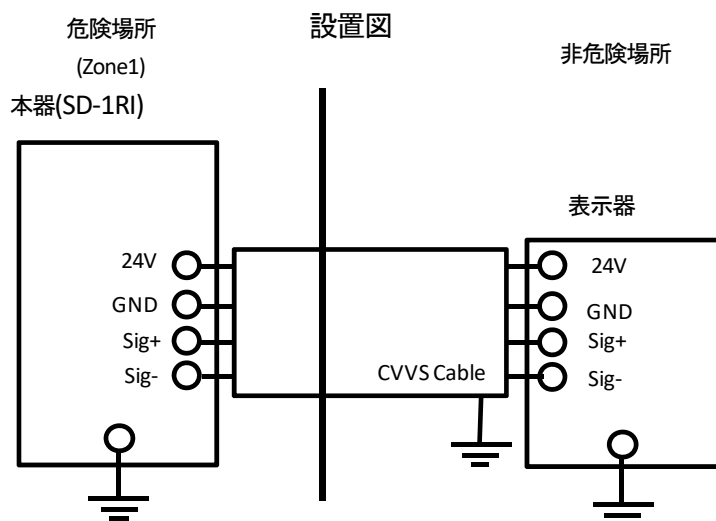 設置図
危険場所
(Zone1)
本器(SD-1RI)
非危険場所
表示器
24V
GND
Sig+
Sig-
CVVS Cable
24V
GND
Sig+
Sig-